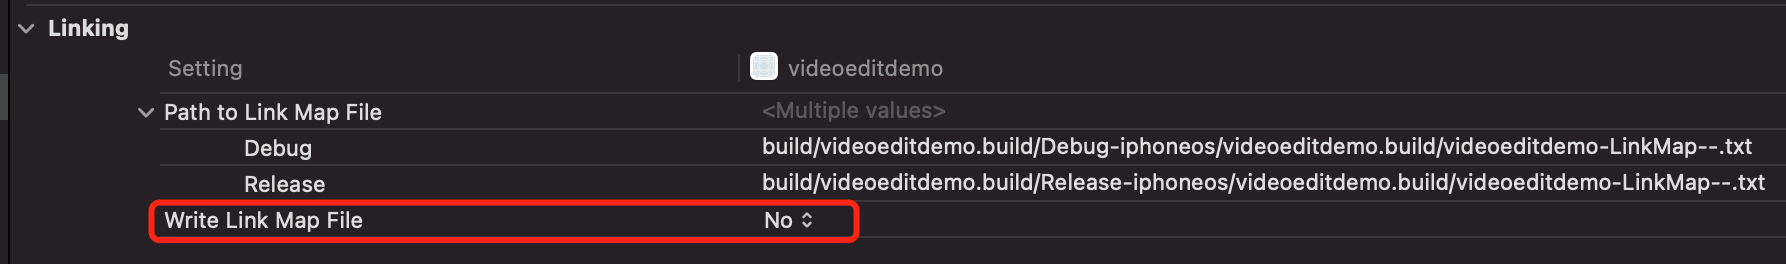 Linking
Setting videoeditdemo
Path to Link Map File <Multiple values>
Debug build/videoeditdemo.build/Debug-iphoneos/videoeditdemo.build/videoeditdemo-LinkMap--.txt
Release build/videoeditdemo.build/Release-iphoneos/videoeditdemo.build/videoeditdemo-LinkMap--.txt
Write Link Map File No